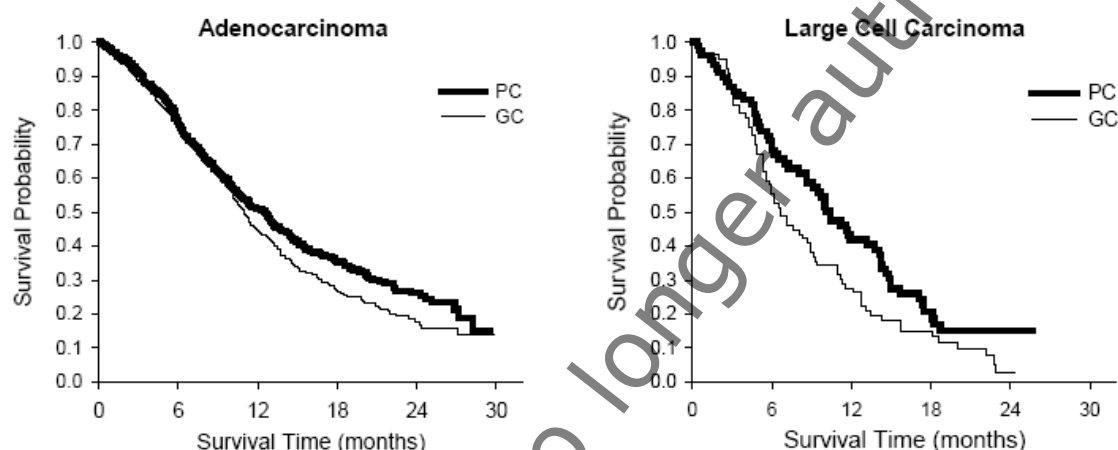 Adenocarcinoma
1.0
0.9
0.8
0.7
0.6
0.5
0.4
0.3
0.2
0.1
0.0
Survival Probability
PC
GC
0 6 12 18 24 30
Survival Time (months)
Large Cell Carcinoma
1.0
0.9
0.8
0.7
0.6
0.5
0.4
0.3
0.2
0.1
0.0
Survival Probability
PC
GC
0 6 12 18 24 30
Survival Time (months)
longer